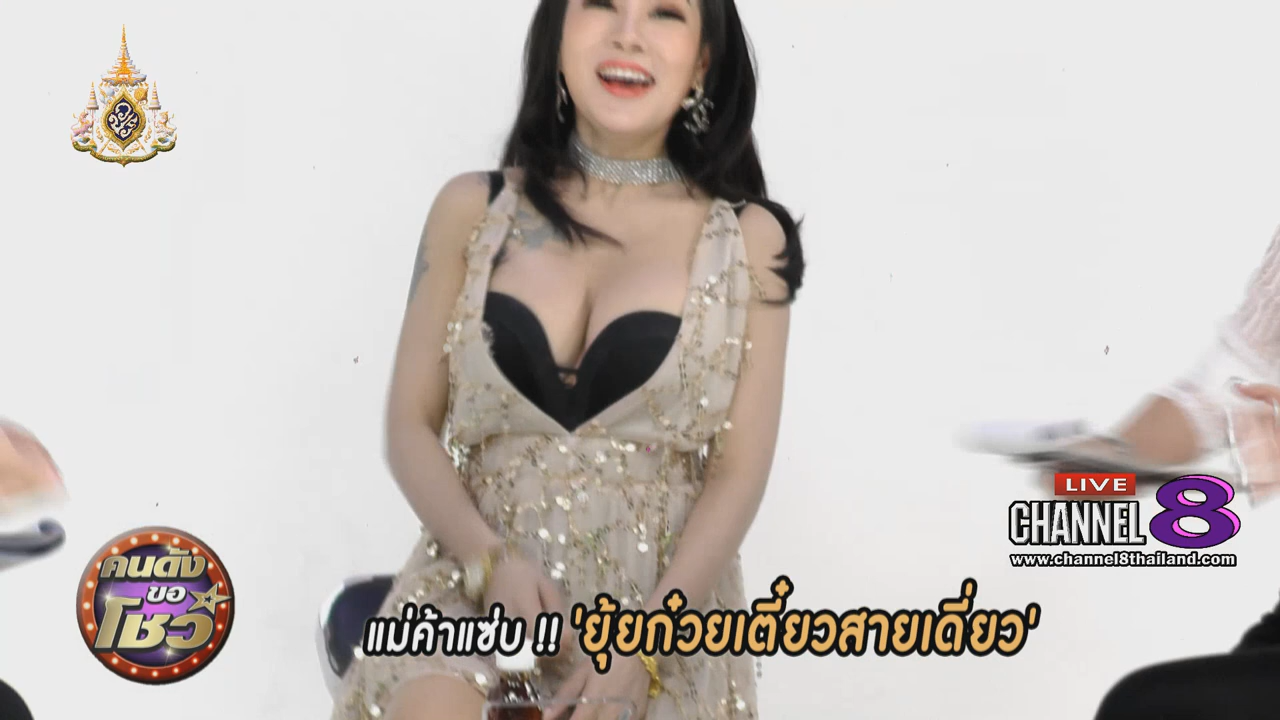 LIVE
CHANNEL 8
www.channel8thailand.com
คนดัง
ขอ
โชว์
แม่ค้าแซ่บ !! 'ยุ้ยก๋วยเตี๋ยวสายเดี่ยว'